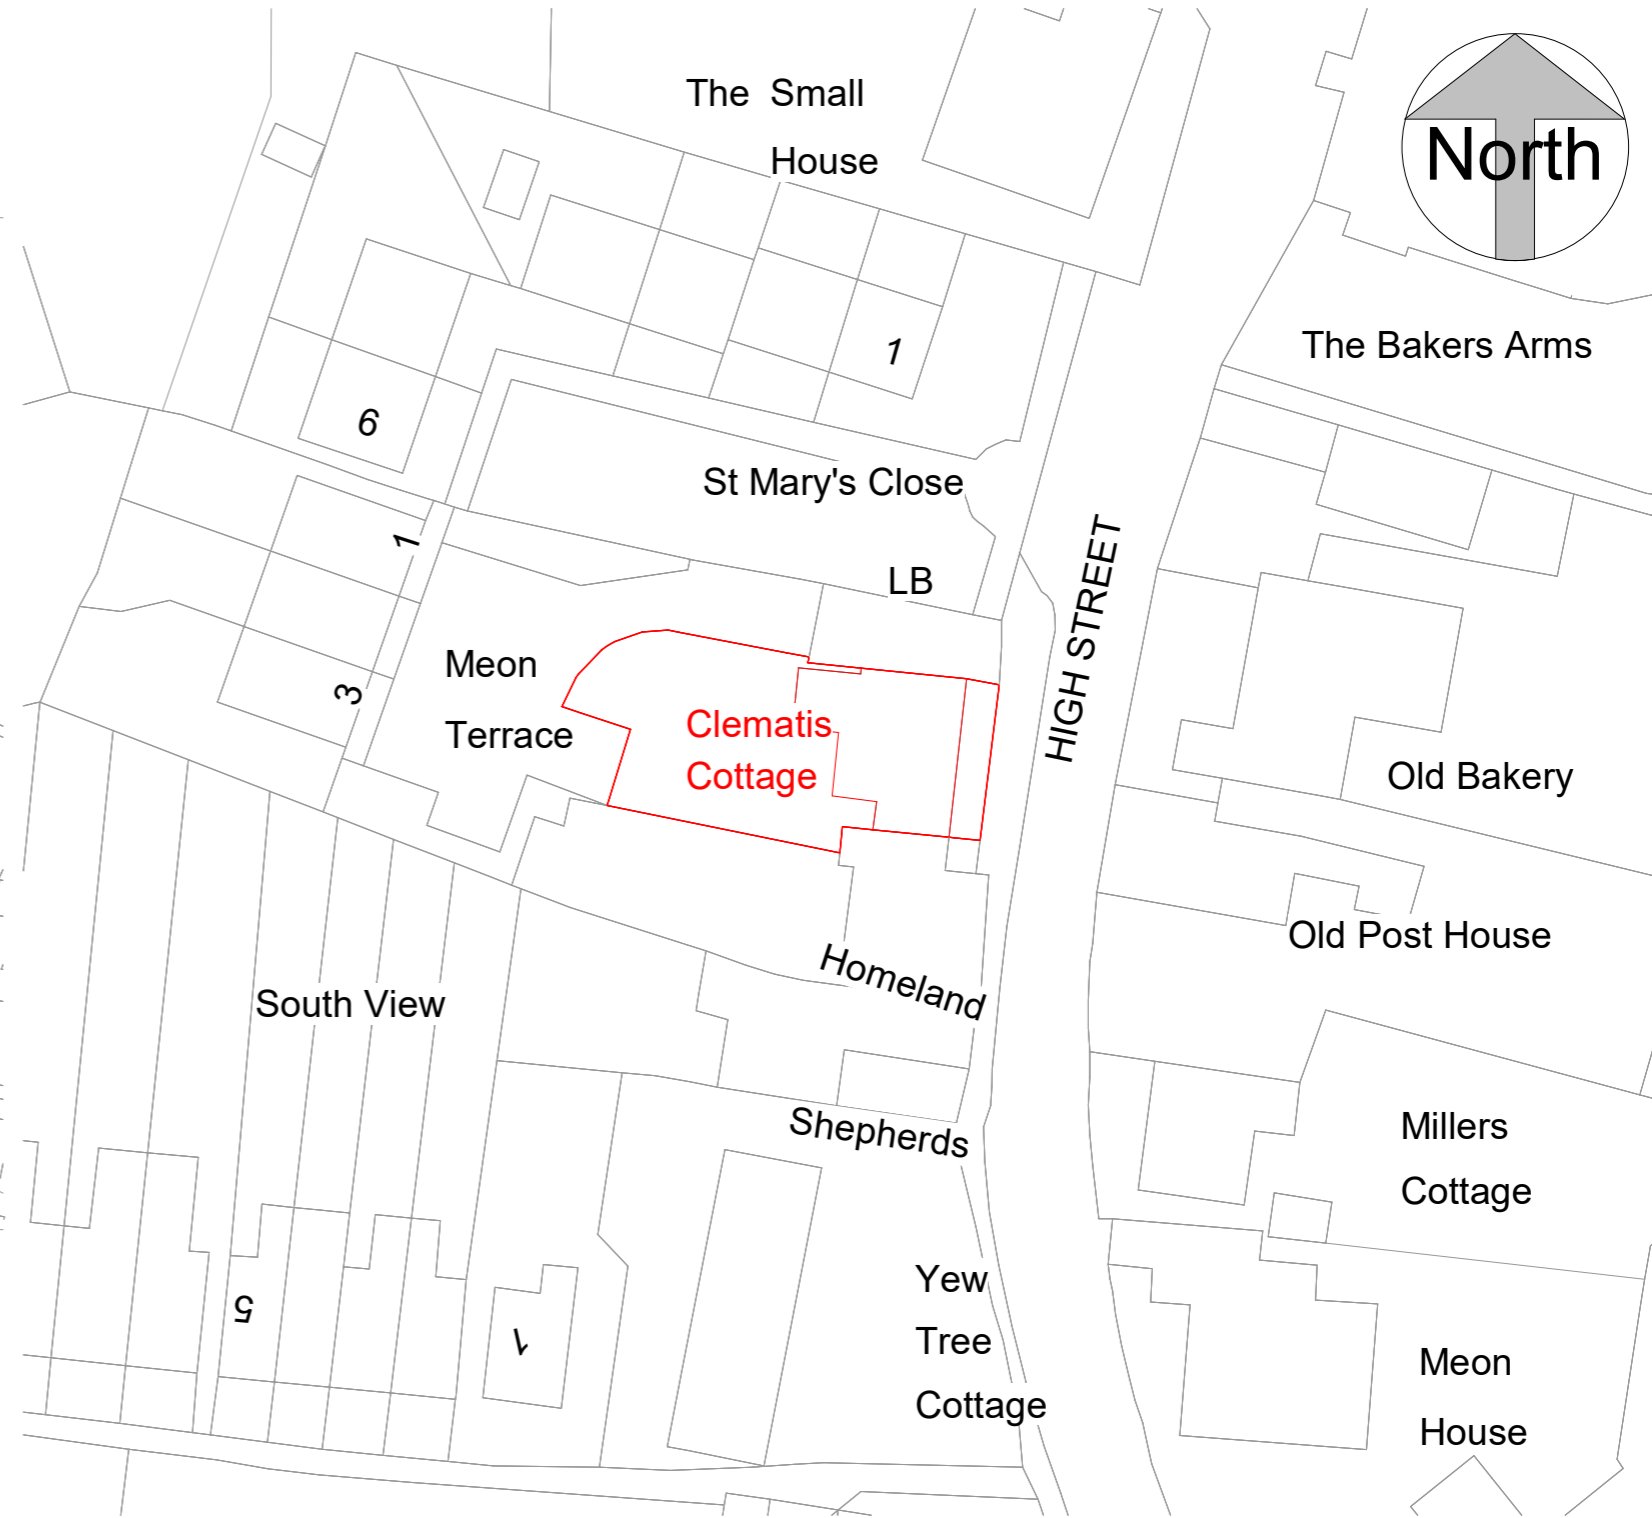 The Small
House
North
The Bakers Arms
1
6
St Mary's Close
1
LB
HIGH STREET
Meon
Terrace
3
Clematis
Cottage
Old Bakery
Old Post House
Homeland
South View
Shepherds
Millers
Cottage
5
1
Yew
Tree
Cottage
Meon
House